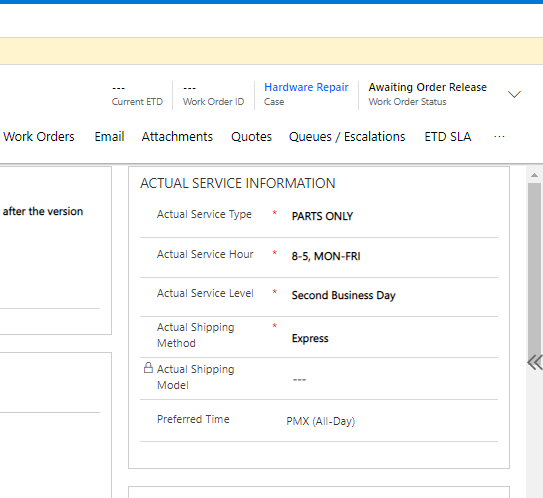 --- --- Hardware Repair Awaiting Order Release
Current ETD Work Order ID Case Work Order Status
Work Orders Email Attachments Quotes Queues / Escalations ETD SLA ...
after the version
ACTUAL SERVICE INFORMATION
Actual Service Type * PARTS ONLY
Actual Service Hour * 8-5, MON-FRI
Actual Service Level * Second Business Day
Actual Shipping *
Method Express
Actual Shipping
Model ---
Preferred Time PMX (All-Day)